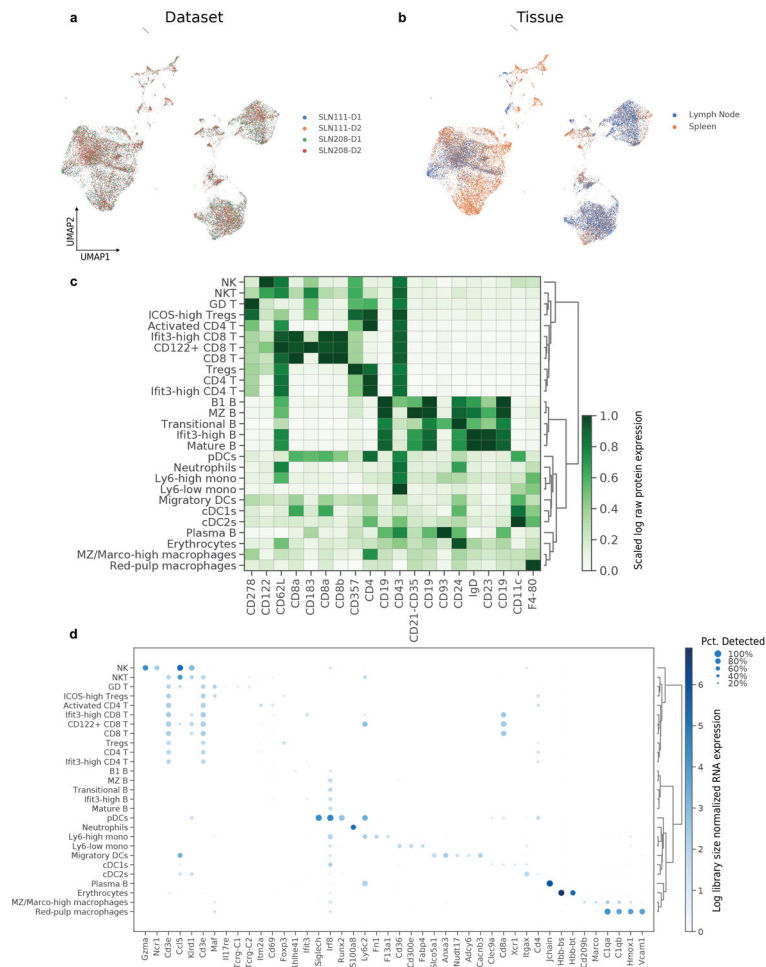 a
Dataset
b
Tissue
SLN111-D1
SLN111-D2
SLN208-D1
SLN208-D2
Lymph Node
Spleen
UMAP2
UMAP1
c
NK
NKT
GD T
ICOS-high Tregs
Activated CD4 T
Ifit3-high CD8 T
CD122+ CD8 T
CD8 T
Tregs
CD4 T
Ifit3-high CD4 T
B1 B
MZ B
Transitional B
Ifit3-high B
Mature B
pDCs
Neutrophils
Ly6-high mono
Ly6-low mono
Migratory DCs
cDC1s
cDC2s
Plasma B
Erythrocytes
MZ/Marco-high macrophages
Red-pulp macrophages
CD278
CD122
CD62L
CD8a
CD183
CD8a
CD8b
CD357
CD4
CD19
CD43
CD21-CD35
CD19
CD93
CD24
IgD
CD23
CD19
CD11c
F4-80
1.0
0.8
0.6
0.4
0.2
0.0
Scaled log raw protein expression
d
NK
NKT
GD T
ICOS-high Tregs
Activated CD4 T
Ifit3-high CD8 T
CD122+ CD8 T
CD8 T
Tregs
CD4 T
Ifit3-high CD4 T
B1 B
MZ B
Transitional B
Ifit3-high B
Mature B
pDCs
Neutrophils
Ly6-high mono
Ly6-low mono
Migratory DCs
cDC1s
cDC2s
Plasma B
Erythrocytes
MZ/Marco-high macrophages
Red-pulp macrophages
Gzma
Ncr1
Cd3e
Ccl5
Klrd1
Cd3e
Maf
Il17re
Tcrg-C1
Tcrg-C2
Itm2a
Cd69
Foxp3
Bhlhe41
Ifit3
Siglech
Irf8
Runx2
Ly6c2
S100a8
Fn1
F13a1
Cd36
Cd300e
Fabp4
Slco5a1
Anxa3
Nudt17
Adcy6
Cacnb3
Clec9a
Cd8a
Xcr1
Itgax
Cd4
Jchain
Hbb-bs
Hbb-bt
Cd209b
Marco
C1qa
C1qb
Hmox1
Vcam1
Pct. Detected
100%
80%
60%
40%
20%
6
5
4
3
2
1
0
Log library size normalized RNA expression